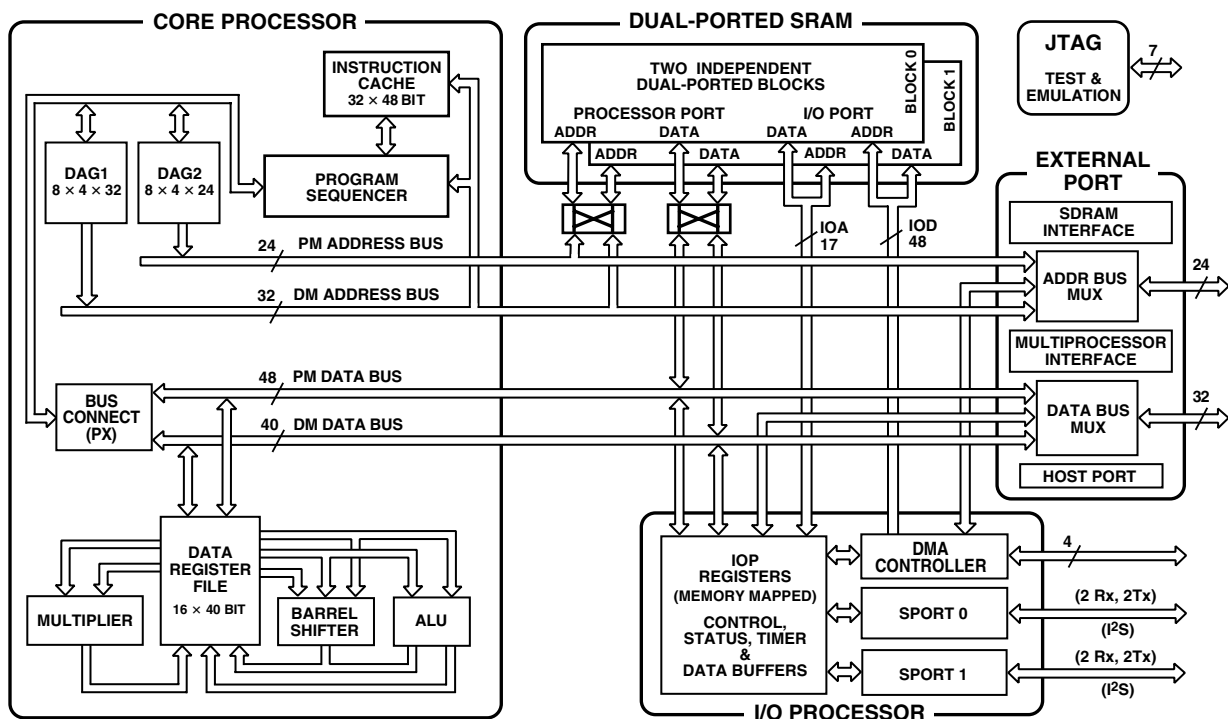 CORE PROCESSOR
INSTRUCTION
CACHE
32 × 48 BIT
DAG1
8 × 4 × 32
DAG2
8 × 4 × 24
PROGRAM
SEQUENCER
24
PM ADDRESS BUS
32
DM ADDRESS BUS
48
PM DATA BUS
40
DM DATA BUS
BUS
CONNECT
(PX)
DATA
REGISTER
FILE
16 × 40 BIT
MULTIPLIER
BARREL
SHIFTER
ALU
DUAL-PORTED SRAM
TWO INDEPENDENT
DUAL-PORTED BLOCKS
BLOCK 0
BLOCK 1
PROCESSOR PORT
I/O PORT
ADDR
DATA
DATA
ADDR
ADDR
DATA
ADDR
DATA
IOA
17
IOD
48
JTAG
TEST &
EMULATION
7
EXTERNAL
PORT
SDRAM
INTERFACE
ADDR BUS
MUX
24
MULTIPROCESSOR
INTERFACE
DATA BUS
MUX
32
HOST PORT
IOP
REGISTERS
(MEMORY MAPPED)
CONTROL,
STATUS, TIMER
&
DATA BUFFERS
DMA
CONTROLLER
4
SPORT 0
(2 Rx, 2Tx)
(I²S)
SPORT 1
(2 Rx, 2Tx)
(I²S)
I/O PROCESSOR